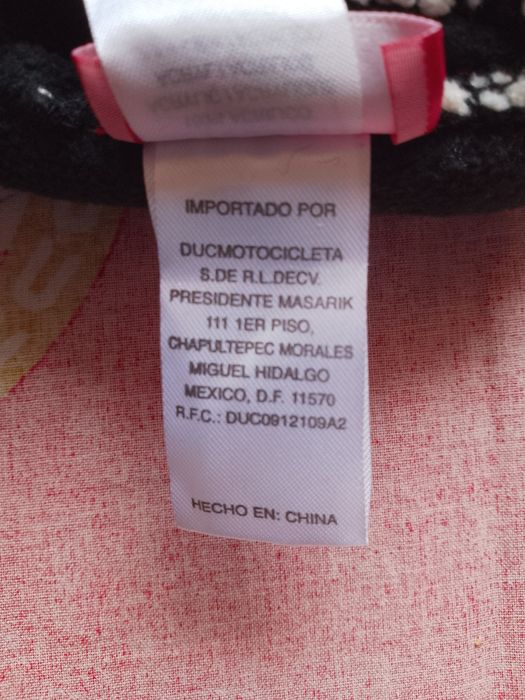 IMPORTADO POR
DUCMOTOCICLETA
S.DE R.L.DECV.
PRESIDENTE MASARIK
111 1ER PISO,
CHAPULTEPEC MORALES
MIGUEL HIDALGO
MEXICO, D.F. 11570
R.F.C.: DUC0912109A2
HECHO EN: CHINA